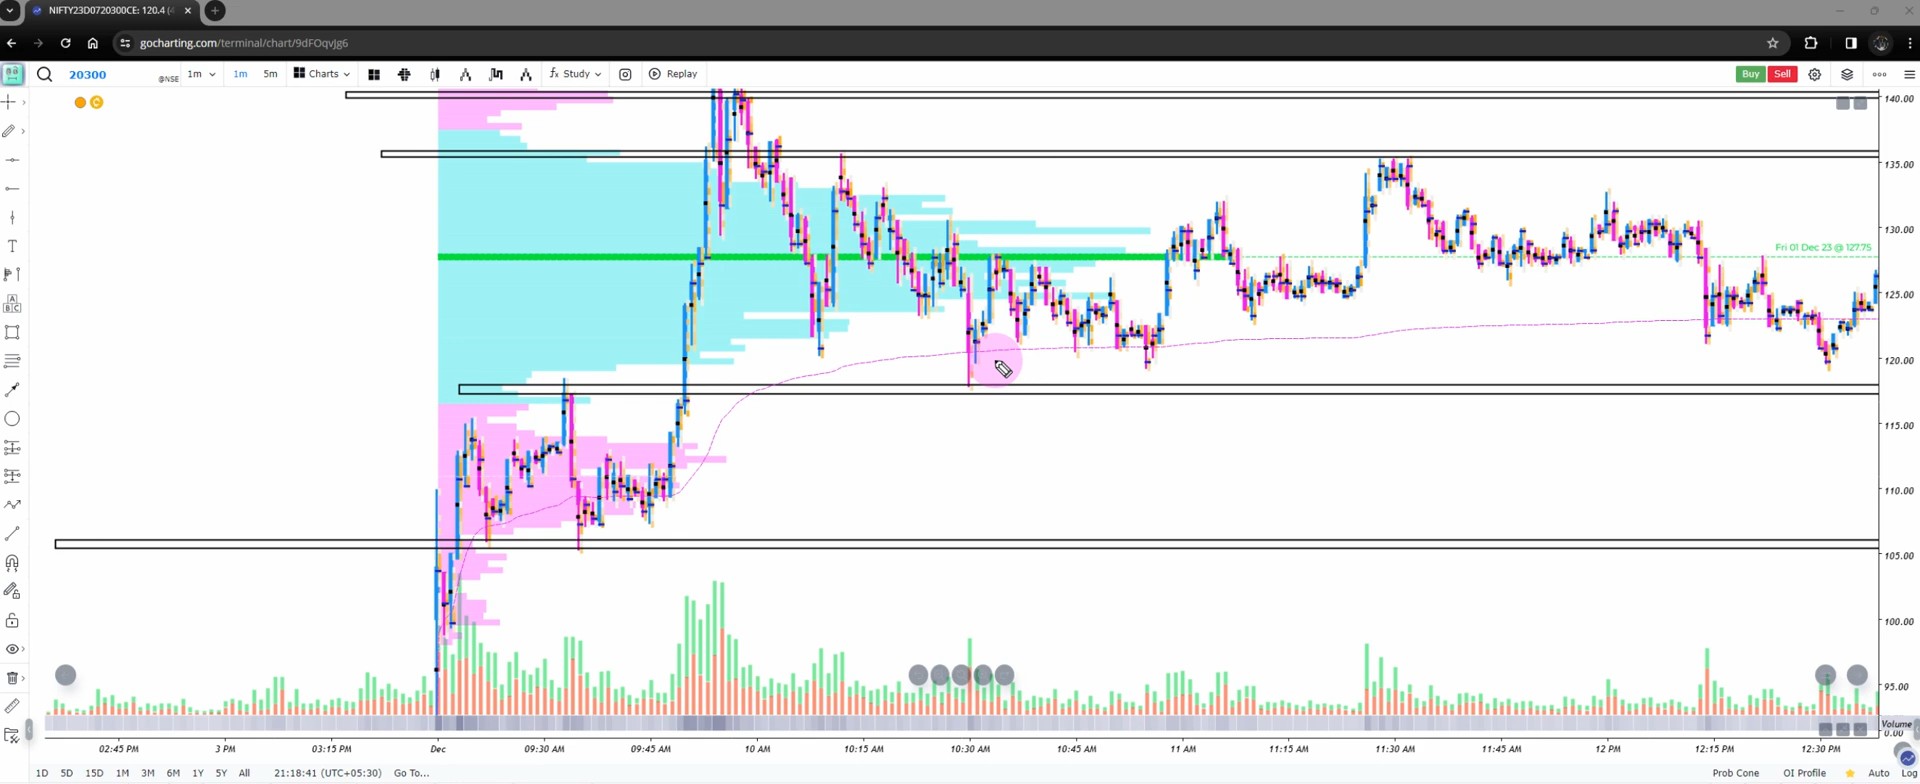 NIFTY23D0720300CE: 120.4 (
gocharting.com/terminal/chart/9dFOqvJg6
20300 @NSE 1m 1m 5m Charts Study Replay Buy Sell
140.00
135.00
130.00
Fri 01 Dec 23 @ 127.75
125.00
120.00
115.00
110.00
105.00
100.00
95.00
Volume
0.00
02:45 PM 3 PM 03:15 PM Dec 09:30 AM 09:45 AM 10 AM 10:15 AM 10:30 AM 10:45 AM 11 AM 11:15 AM 11:30 AM 11:45 AM 12 PM 12:15 PM 12:30 PM
1D 5D 15D 1M 3M 6M 1Y 5Y All 21:18:41 (UTC+05:30) Go To... Prob Cone OI Profile Auto Log